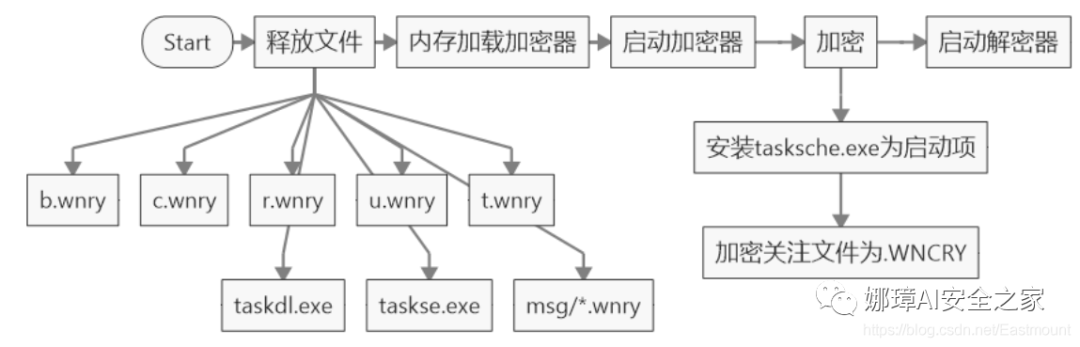 Start
释放文件
内存加载加密器
启动加密器
加密
启动解密器
安装tasksche.exe为启动项
b.wnry
c.wnry
r.wnry
u.wnry
t.wnry
加密关注文件为.WNCRY
taskdl.exe
taskse.exe
msg/*.wnry
娜璋AI安全之家
https://blog.csdn.net/Eastmount